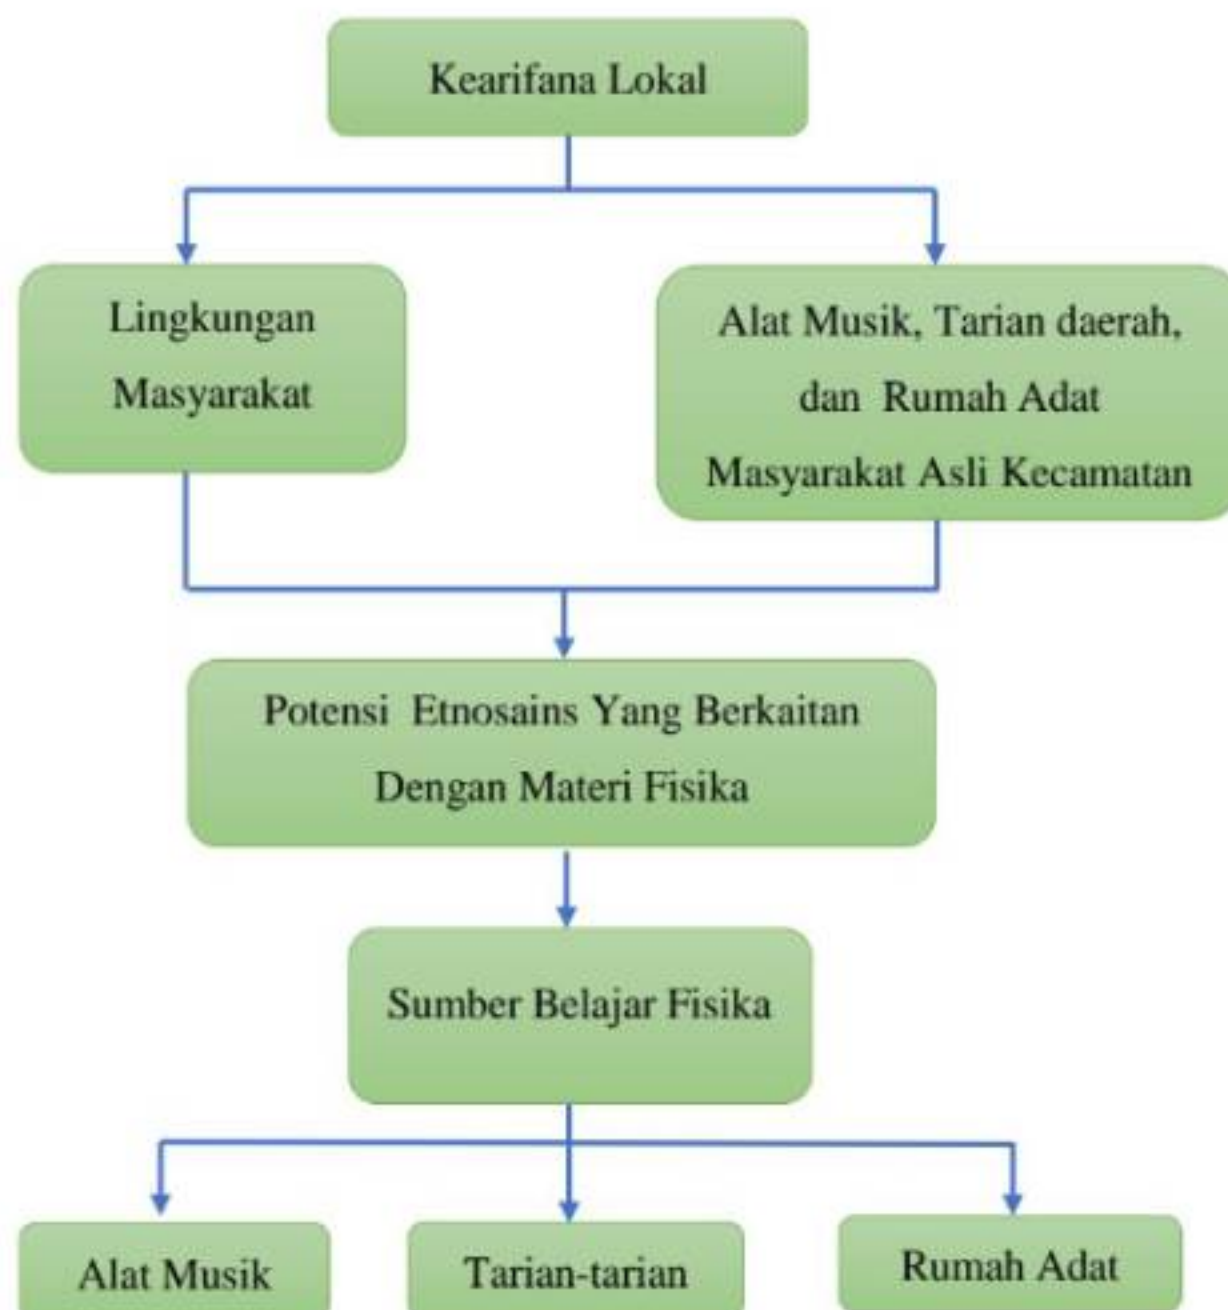 Kearifana Lokal
Lingkungan
Masyarakat
Alat Musik, Tarian daerah,
dan Rumah Adat
Masyarakat Asli Kecamatan
Potensi Etnosains Yang Berkaitan
Dengan Materi Fisika
Sumber Belajar Fisika
Alat Musik
Tarian-tarian
Rumah Adat